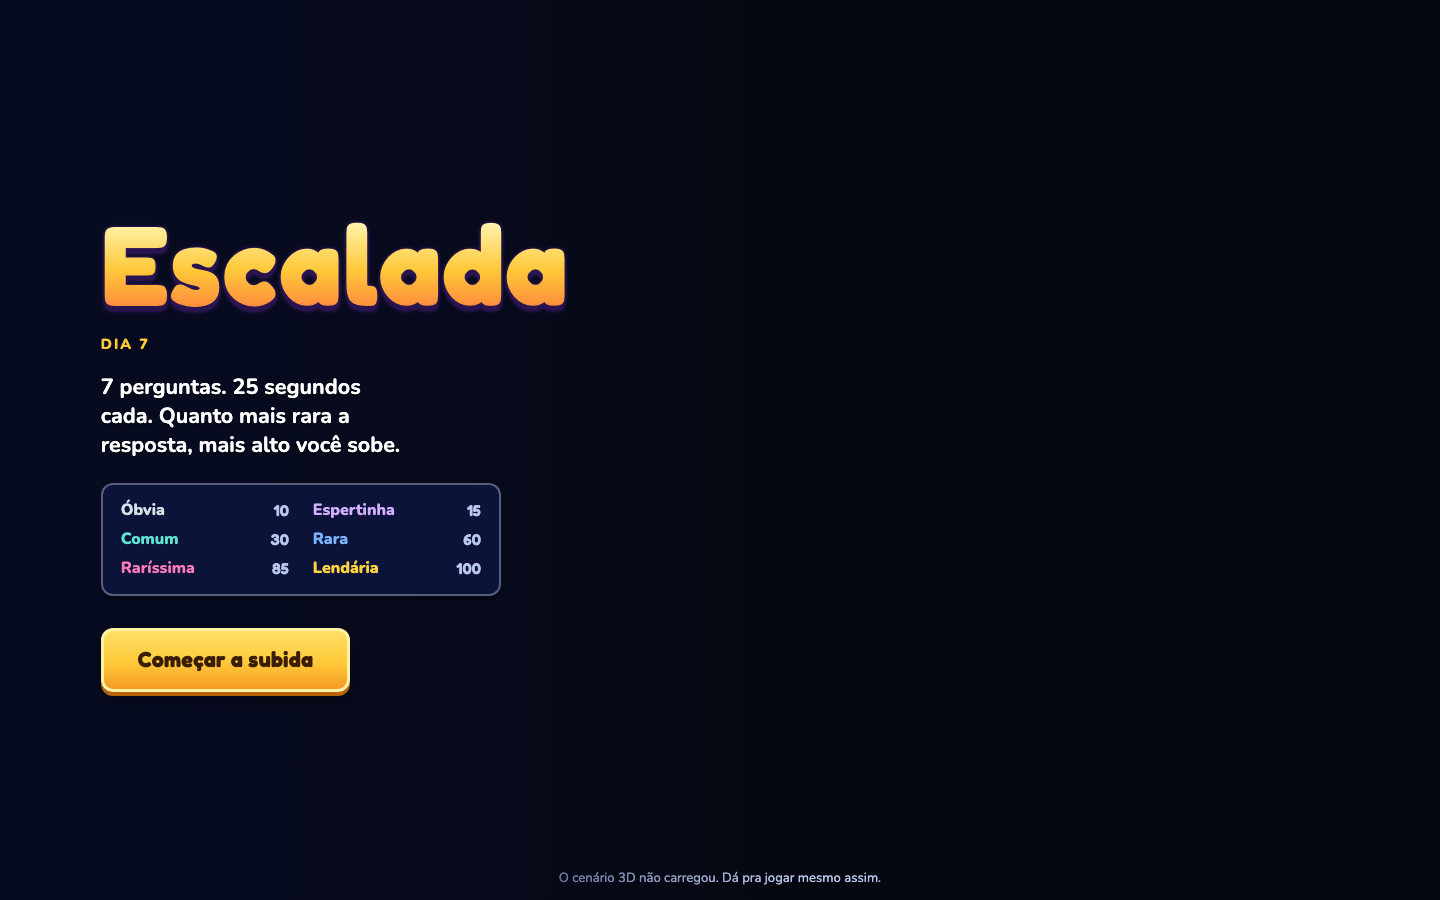 Escalada
DIA 7
7 perguntas. 25 segundos
cada. Quanto mais rara a
resposta, mais alto você sobe.
Óbvia 10 Espertinha 15
Comum 30 Rara 60
Raríssima 85 Lendária 100
Começar a subida
O cenário 3D não carregou. Dá pra jogar mesmo assim.